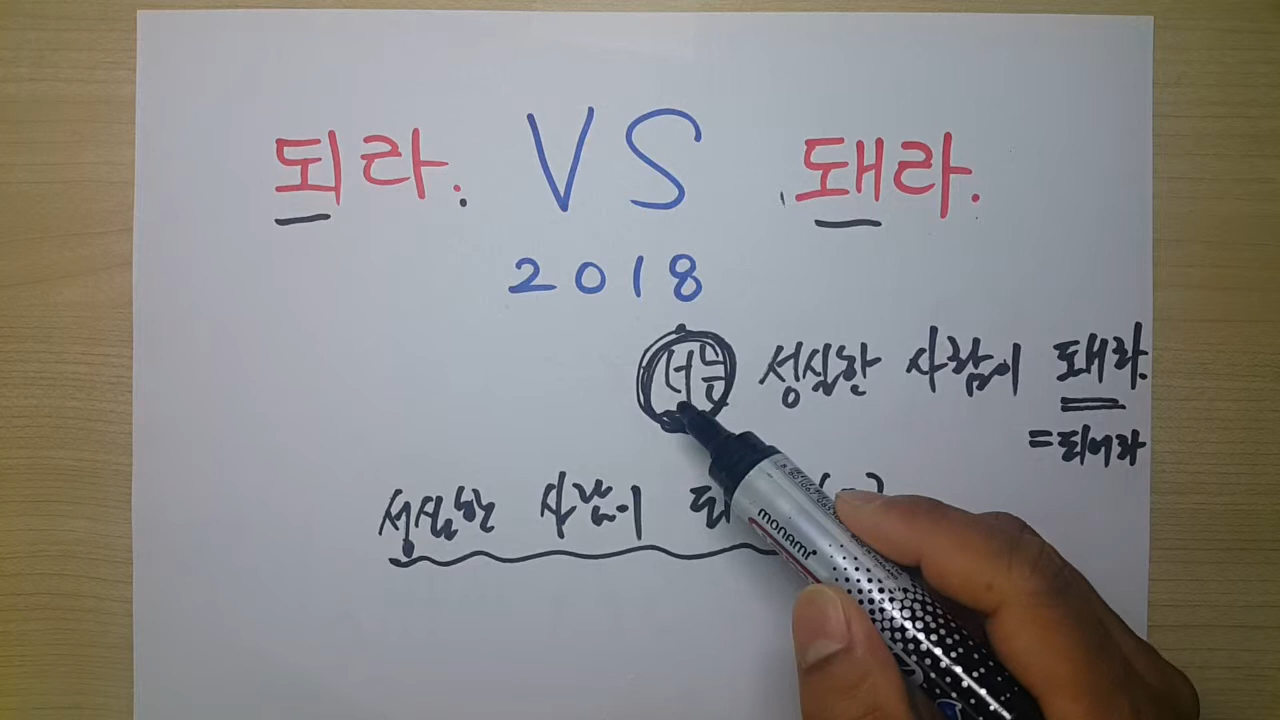 되라. VS 돼라.
2018
너는 성실한 사람이 돼라.
=되어라
성실한 사람이 되
monami